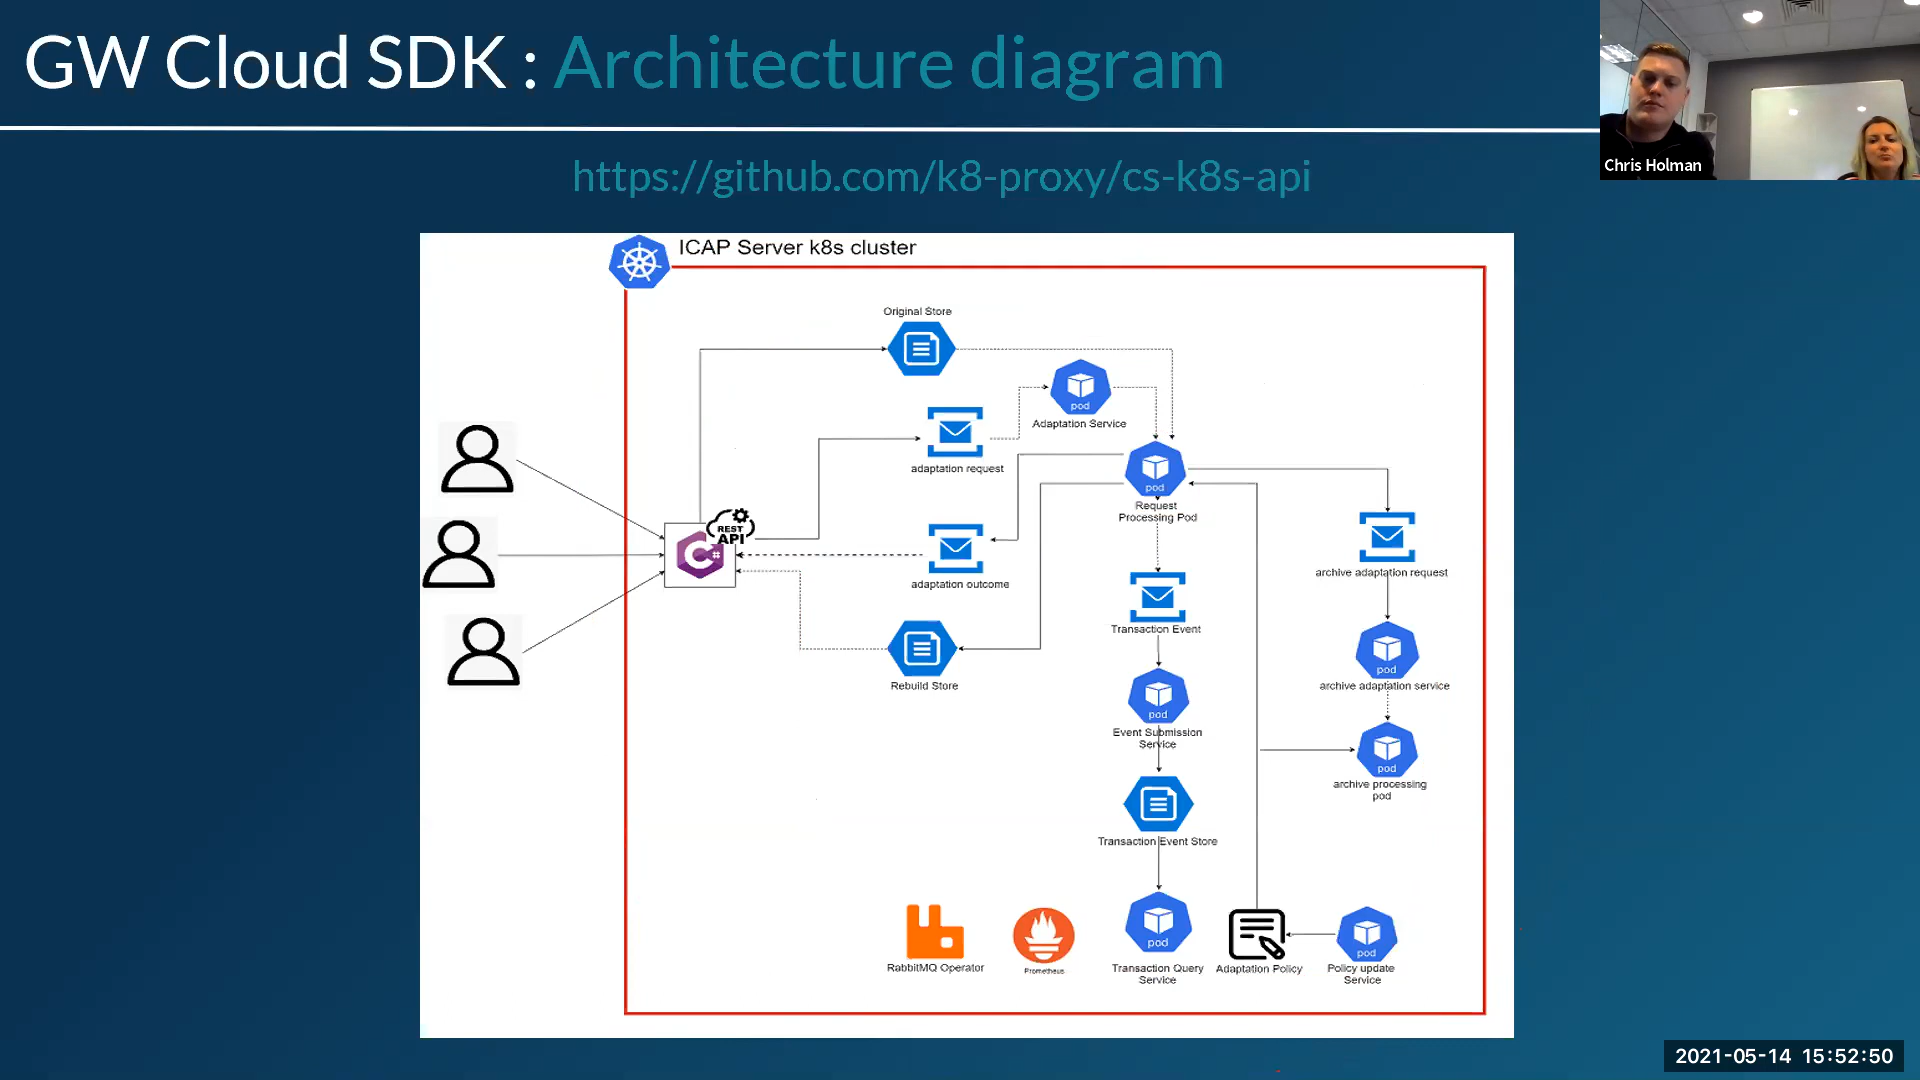 GW Cloud SDK : Architecture diagram
Chris Holman
https://github.com/k8-proxy/cs-k8s-api
ICAP Server k8s cluster
Original Store
pod
Adaptation Service
adaptation request
pod
Request
Processing Pod
REST
API
C#
adaptation outcome
archive adaptation request
Transaction Event
pod
archive adaptation service
Rebuild Store
pod
Event Submission
Service
pod
archive processing
pod
Transaction Event Store
pod
pod
RabbitMQ Operator
Prometheus
Transaction Query
Service
Adaptation Policy
Policy update
Service
2021-05-14 15:52:50